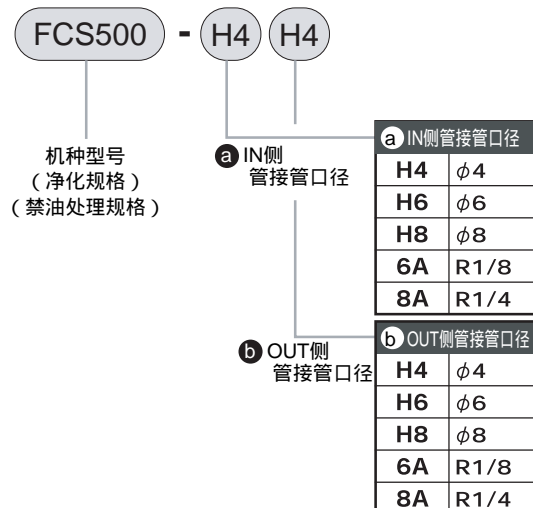 FCS500 - H4 H4
机种型号
（净化规格）
（禁油处理规格）
a IN侧
管接管口径
a IN侧管接管口径
H4 φ4
H6 φ6
H8 φ8
6A R1/8
8A R1/4
b OUT侧
管接管口径
b OUT侧管接管口径
H4 φ4
H6 φ6
H8 φ8
6A R1/8
8A R1/4